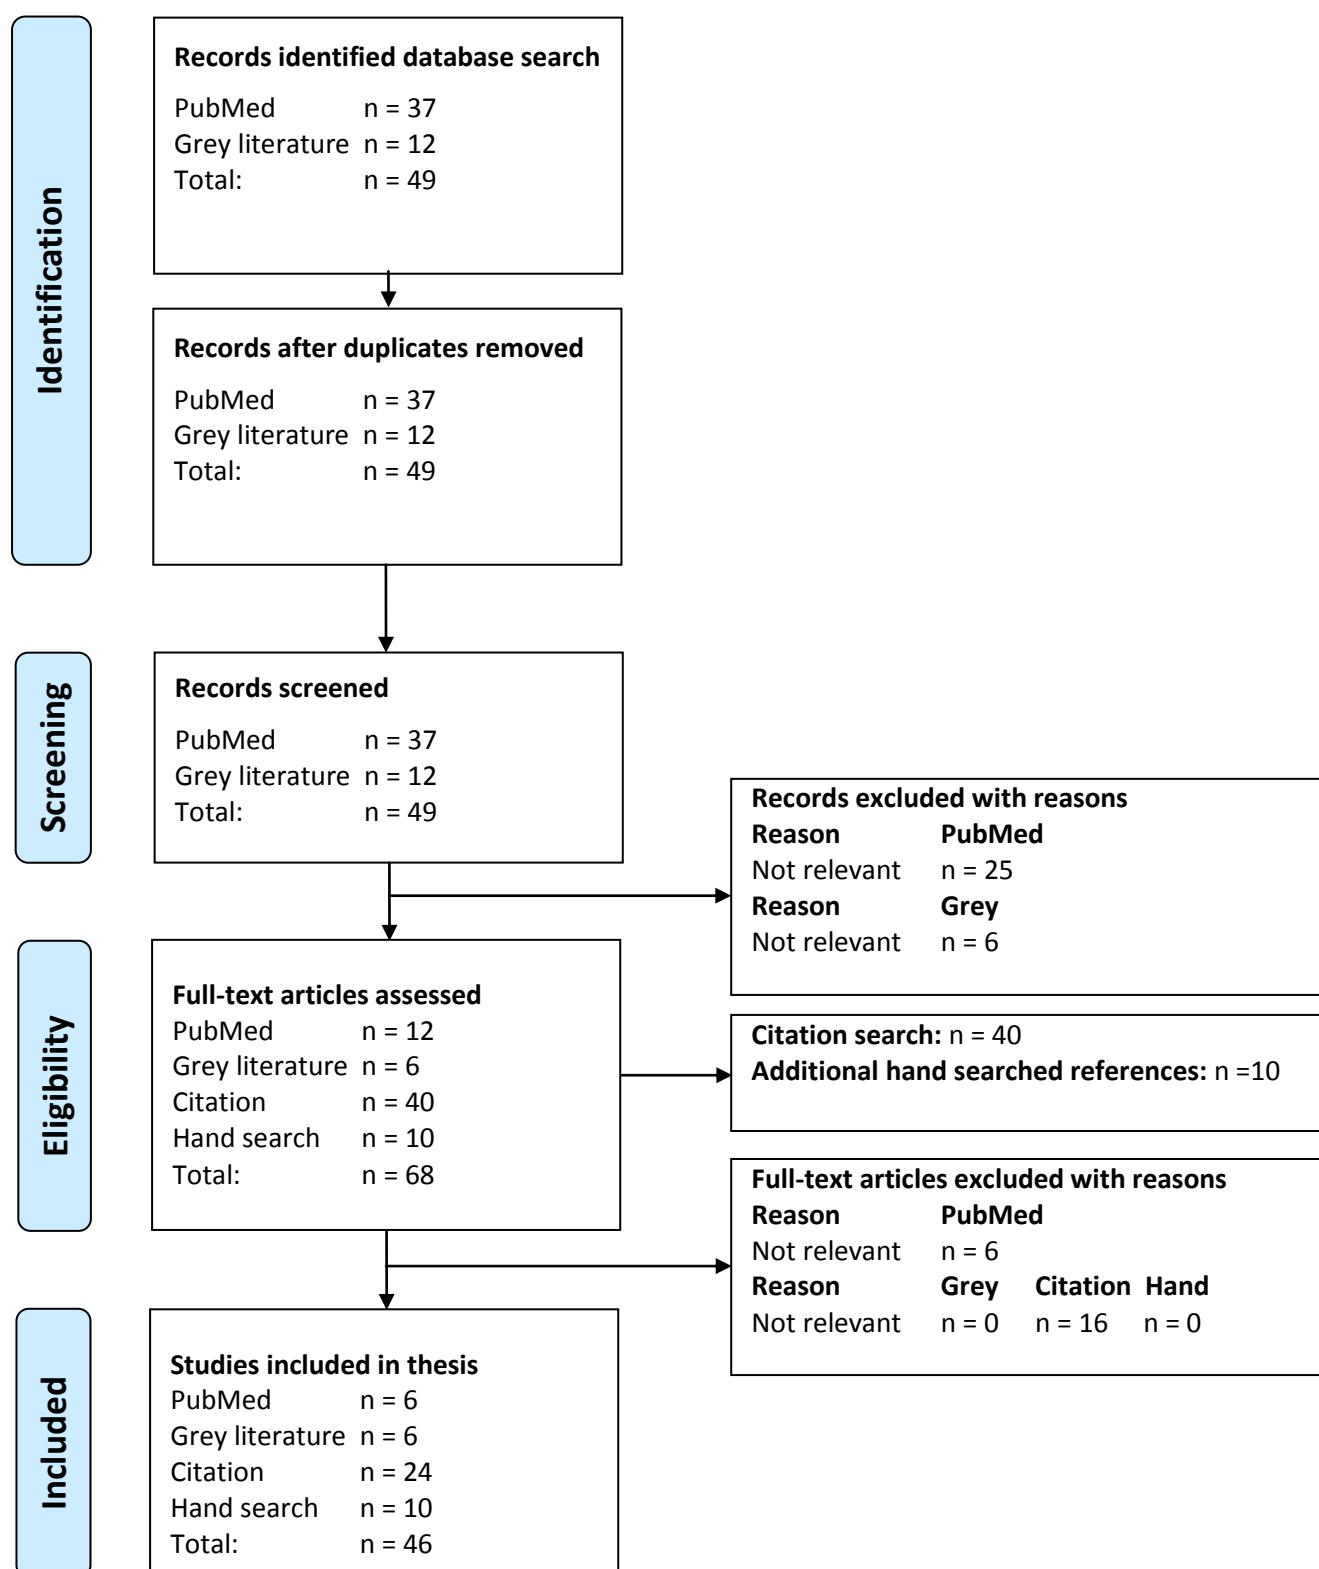 Identification
Records identified database search
PubMed n = 37
Grey literature n = 12
Total: n = 49
Records after duplicates removed
PubMed n = 37
Grey literature n = 12
Total: n = 49
Screening
Records screened
PubMed n = 37
Grey literature n = 12
Total: n = 49
Records excluded with reasons
Reason PubMed
Not relevant n = 25
Reason Grey
Not relevant n = 6
Eligibility
Full-text articles assessed
PubMed n = 12
Grey literature n = 6
Citation n = 40
Hand search n = 10
Total: n = 68
Citation search: n = 40
Additional hand searched references: n =10
Full-text articles excluded with reasons
Reason PubMed
Not relevant n = 6
Reason Grey Citation Hand
Not relevant n = 0 n = 16 n = 0
Included
Studies included in thesis
PubMed n = 6
Grey literature n = 6
Citation n = 24
Hand search n = 10
Total: n = 46